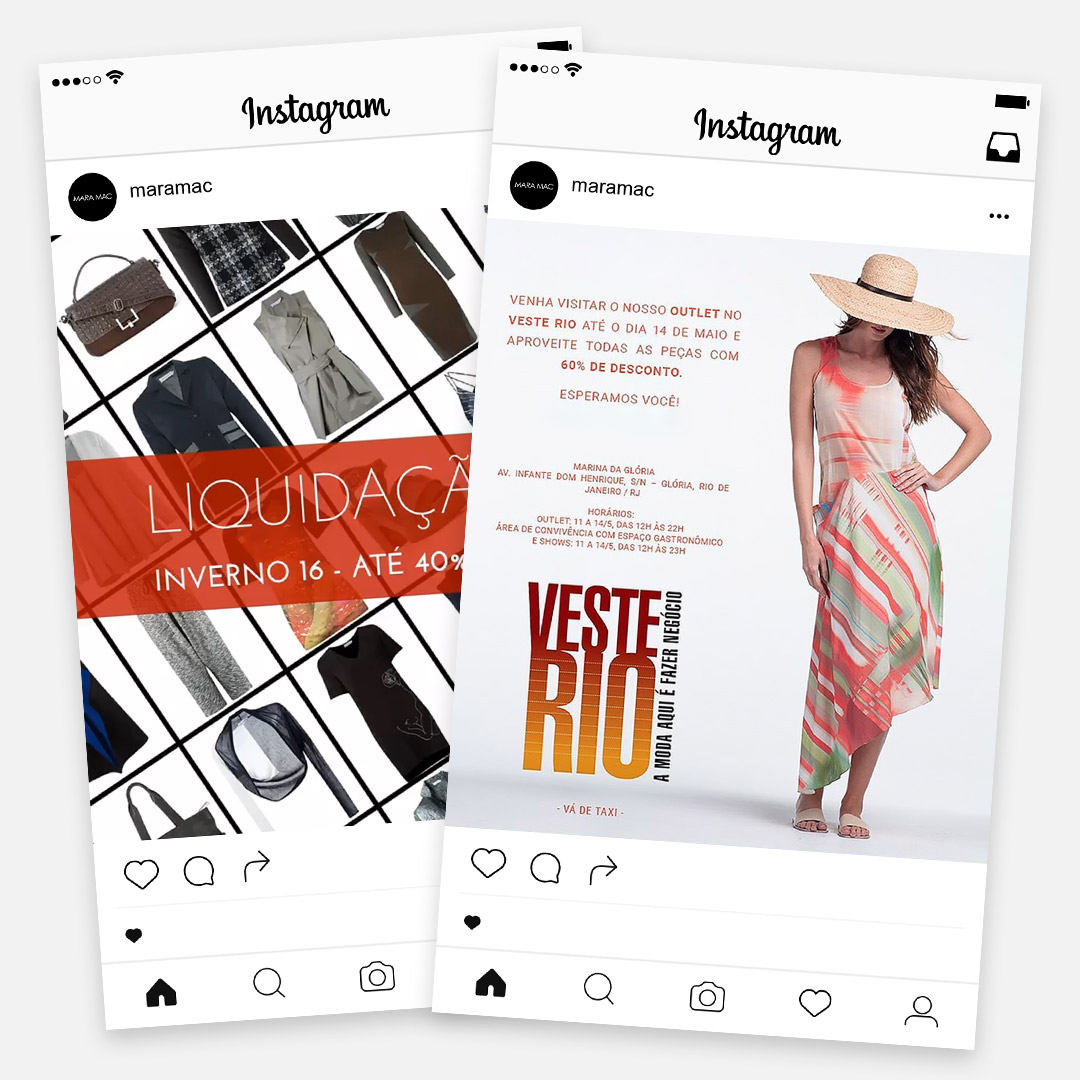 Instagram
MARA MAC
maramac
LIQUIDAÇÃ
INVERNO 16 - ATÉ 40%
Instagram
MARA MAC
maramac
VENHA VISITAR O NOSSO OUTLET NO
VESTE RIO ATÉ O DIA 14 DE MAIO E
APROVEITE TODAS AS PEÇAS COM
60% DE DESCONTO.
ESPERAMOS VOCÊ!
MARINA DA GLÓRIA
AV. INFANTE DOM HENRIQUE, S/N – GLÓRIA, RIO DE
JANEIRO / RJ
HORÁRIOS:
OUTLET: 11 A 14/5, DAS 12H ÀS 22H
ÁREA DE CONVIVÊNCIA COM ESPAÇO GASTRONÔMICO
E SHOWS: 11 A 14/5, DAS 12H ÀS 23H
VESTE
RIO
A MODA AQUI É FAZER NEGÓCIO
- VÁ DE TAXI -